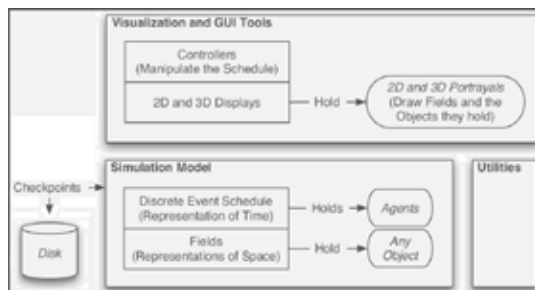 Visualization and GUI Tools
Controllers
(Manipulate the Schedule)
2D and 3D Displays
Hold
2D and 3D Portrayals
(Draw Fields and the
Objects they hold)
Simulation Model
Utilities
Checkpoints
Disk
Discrete Event Schedule
(Representation of Time)
Holds
Agents
Fields
(Representations of Space)
Hold
Any
Object